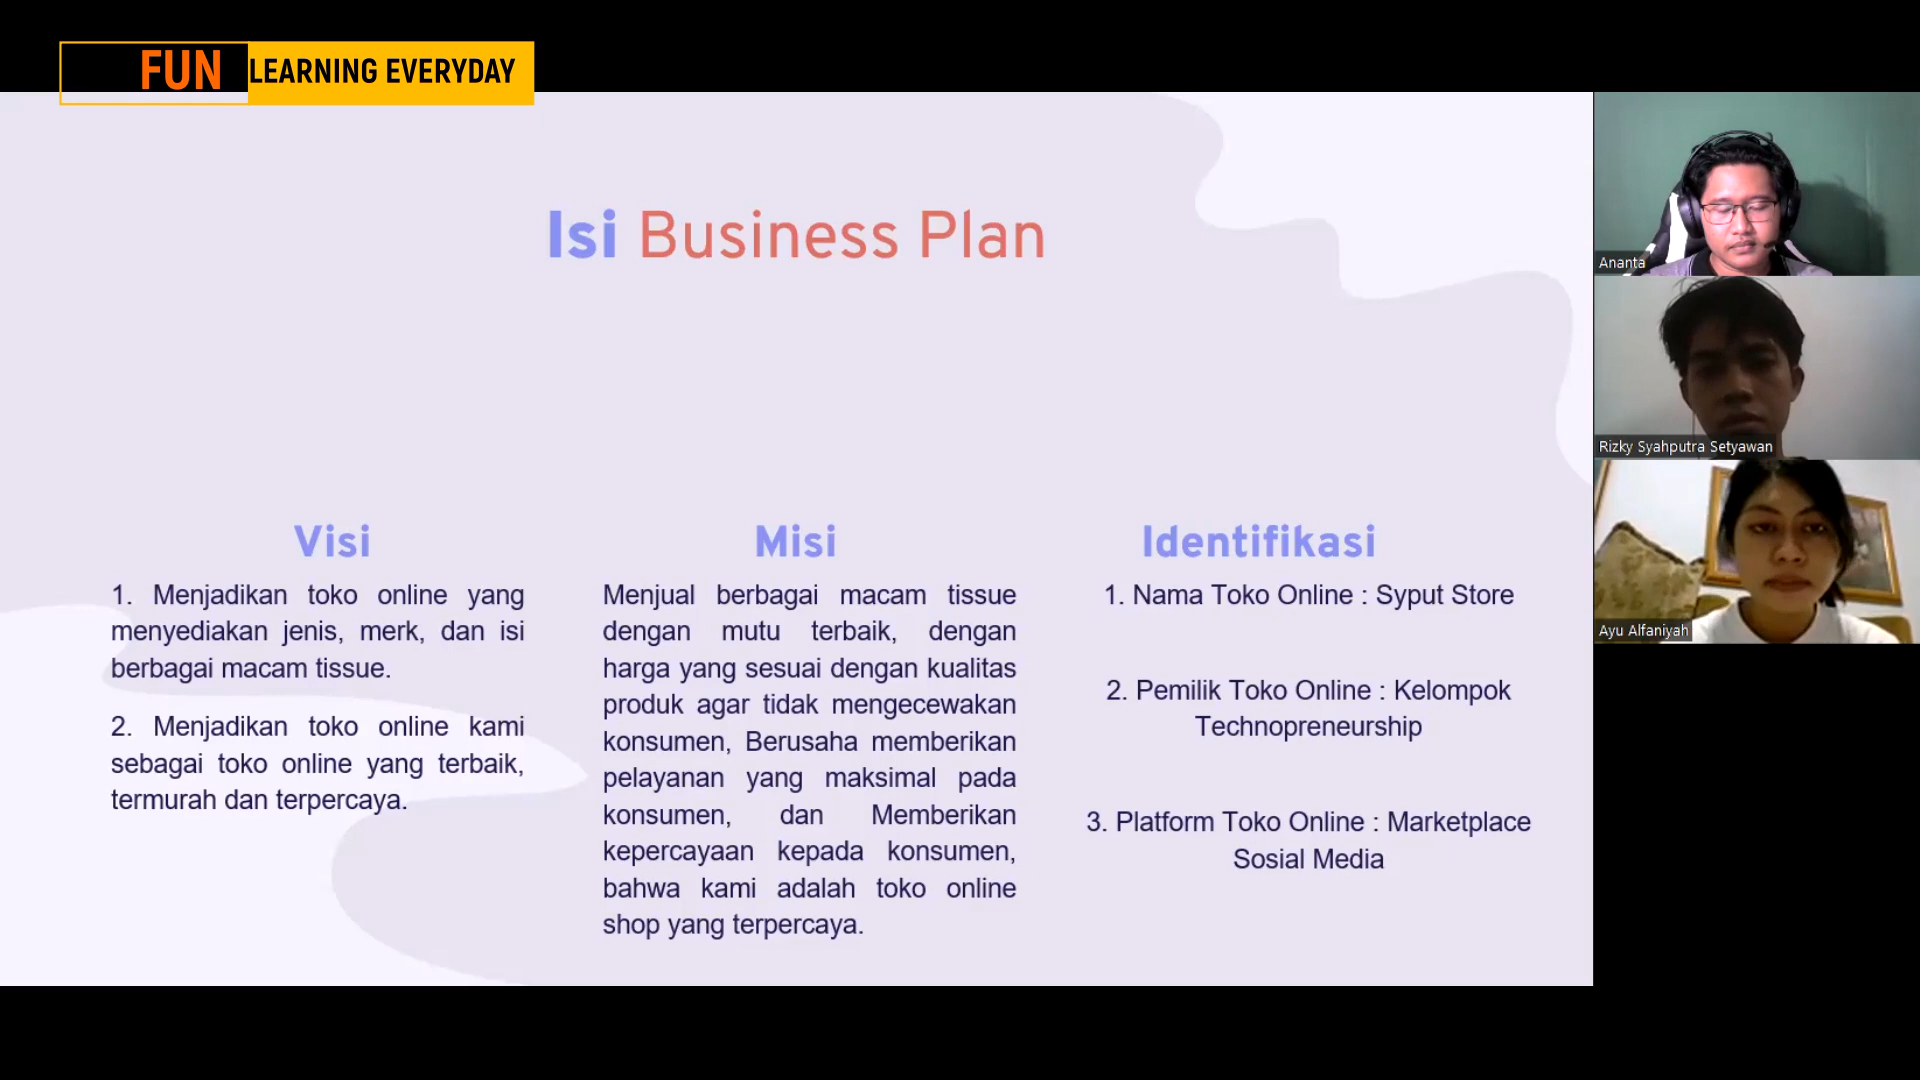 FUN LEARNING EVERYDAY
Isi Business Plan
Visi
1. Menjadikan toko online yang
menyediakan jenis, merk, dan isi
berbagai macam tissue.
2. Menjadikan toko online kami
sebagai toko online yang terbaik,
termurah dan terpercaya.
Misi
Menjual berbagai macam tissue
dengan mutu terbaik, dengan
harga yang sesuai dengan kualitas
produk agar tidak mengecewakan
konsumen, Berusaha memberikan
pelayanan yang maksimal pada
konsumen, dan Memberikan
kepercayaan kepada konsumen,
bahwa kami adalah toko online
shop yang terpercaya.
Identifikasi
1. Nama Toko Online : Syput Store
2. Pemilik Toko Online : Kelompok
Technopreneurship
3. Platform Toko Online : Marketplace
Sosial Media
Ananta
Rizky Syahputra Setyawan
Ayu Alfaniyah